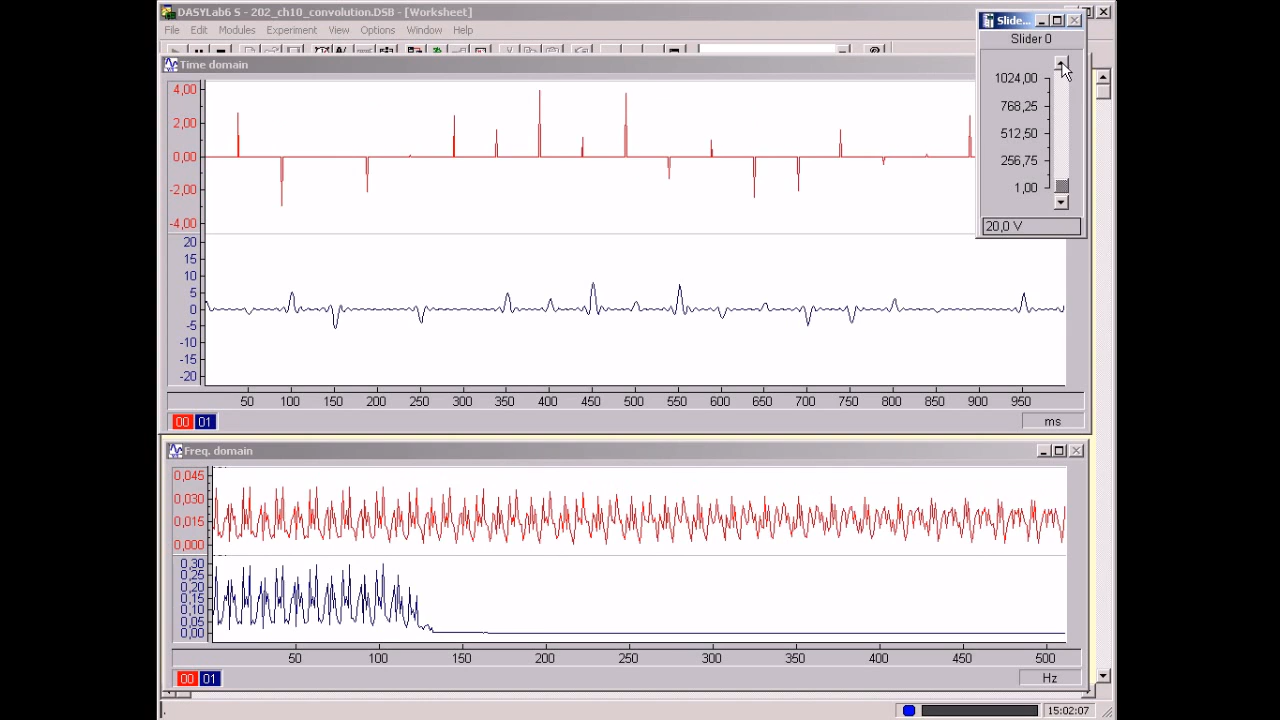 DASYLab6 S - 202_ch10_convolution.DSB - [Worksheet]
File Edit Modules Experiment View Options Window Help
Slide...
Slider 0
1024,00
768,25
512,50
256,75
1,00
20,0 V
Time domain
4,00
2,00
0,00
-2,00
-4,00
20
15
10
5
0
-5
-10
-15
-20
50 100 150 200 250 300 350 400 450 500 550 600 650 700 750 800 850 900 950
00 01 ms
Freq. domain
0,045
0,030
0,015
0,000
0,30
0,25
0,20
0,15
0,10
0,05
0,00
50 100 150 200 250 300 350 400 450 500
00 01 Hz
15:02:07